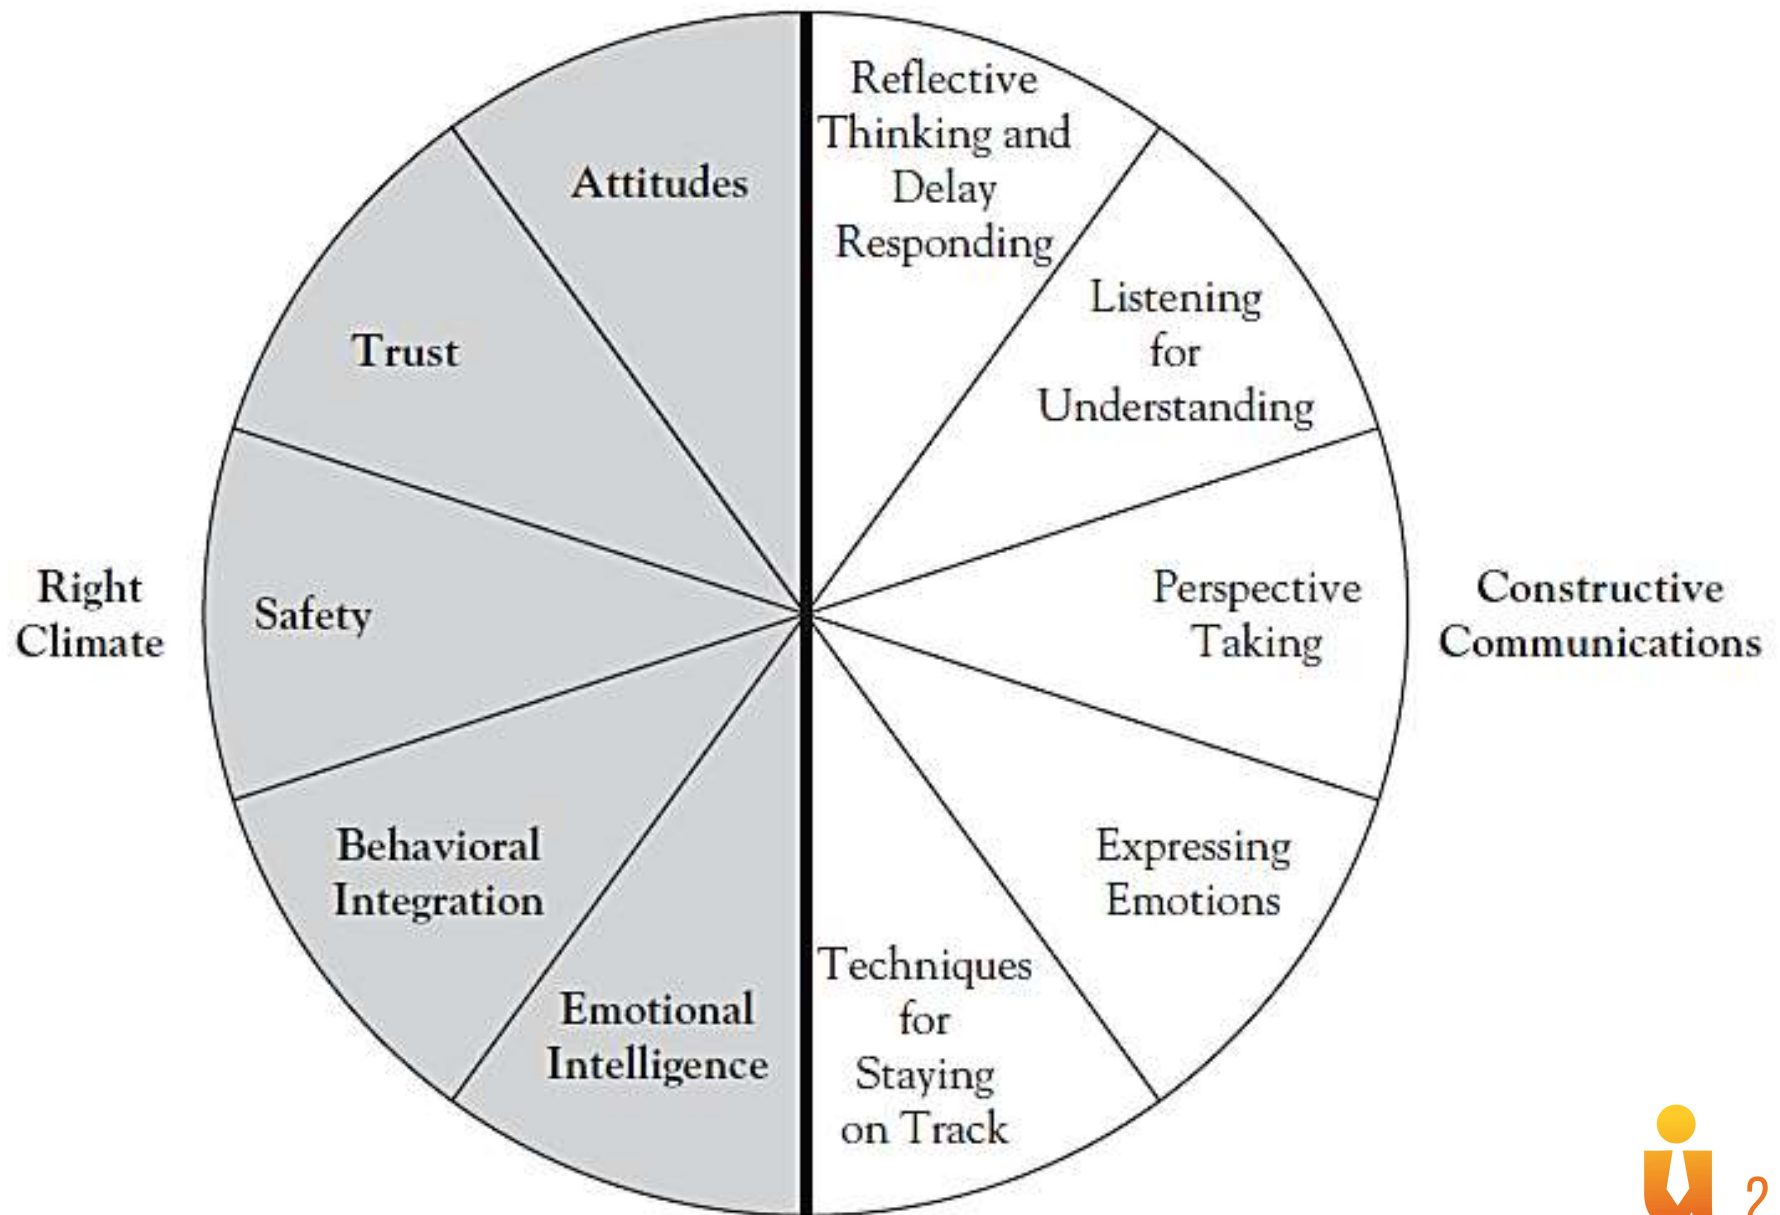 Attitudes
Trust
Safety
Behavioral
Integration
Emotional
Intelligence
Right
Climate
Reflective
Thinking and
Delay
Responding
Listening
for
Understanding
Perspective
Taking
Expressing
Emotions
Techniques
for
Staying
on Track
Constructive
Communications
2